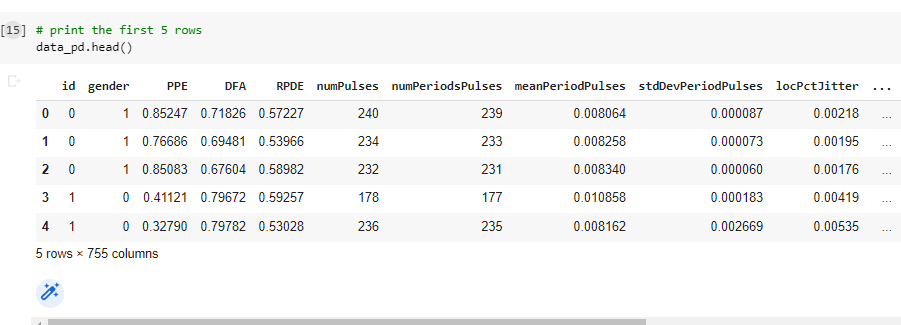 [15] # print the first 5 rows
data_pd.head()
id gender PPE DFA RPDE numPulses numPeriodsPulses meanPeriodPulses stdDevPeriodPulses locPctJitter ...
0 0 1 0.85247 0.71826 0.57227 240 239 0.008064 0.000087 0.00218 ...
1 0 1 0.76686 0.69481 0.53966 234 233 0.008258 0.000073 0.00195 ...
2 0 1 0.85083 0.67604 0.58982 232 231 0.008340 0.000060 0.00176 ...
3 1 0 0.41121 0.79672 0.59257 178 177 0.010858 0.000183 0.00419 ...
4 1 0 0.32790 0.79782 0.53028 236 235 0.008162 0.002669 0.00535 ...
5 rows × 755 columns